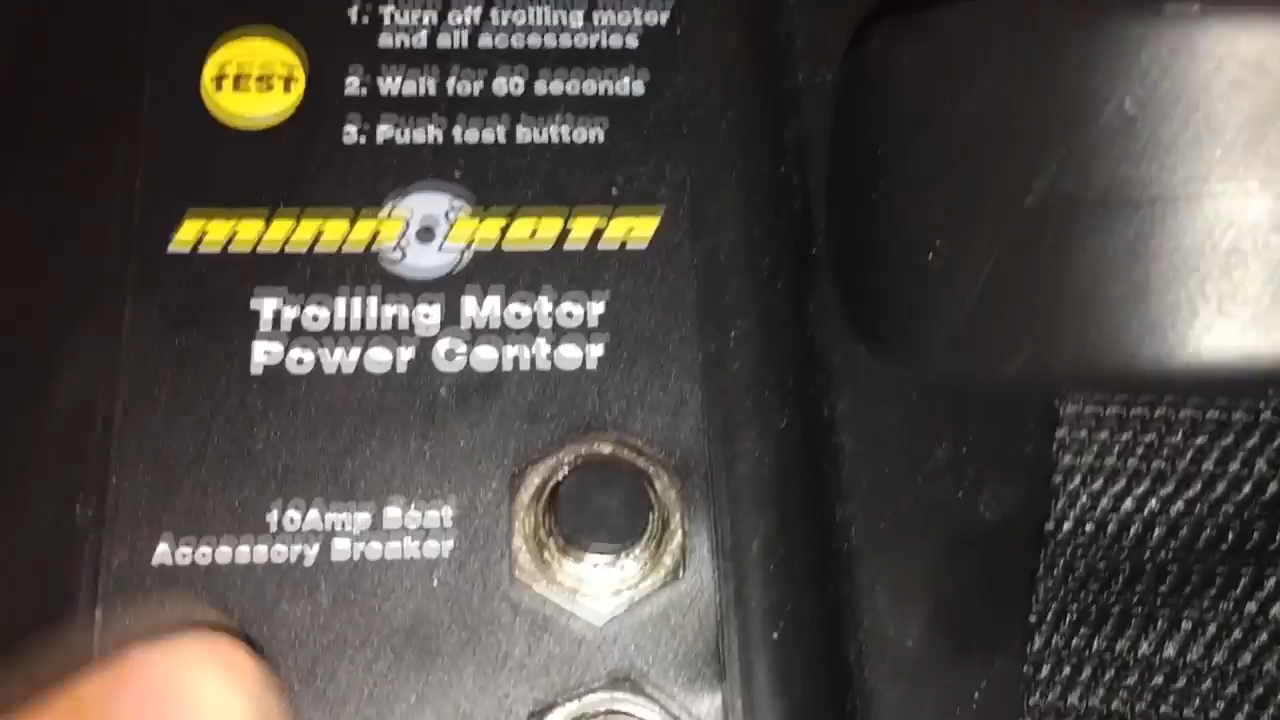 1. Turn off trolling motor
and all accessories
TEST
2. Wait for 60 seconds
3. Push test button
MINN KOTA
Trolling Motor
Power Center
10Amp Boat
Accessory Breaker